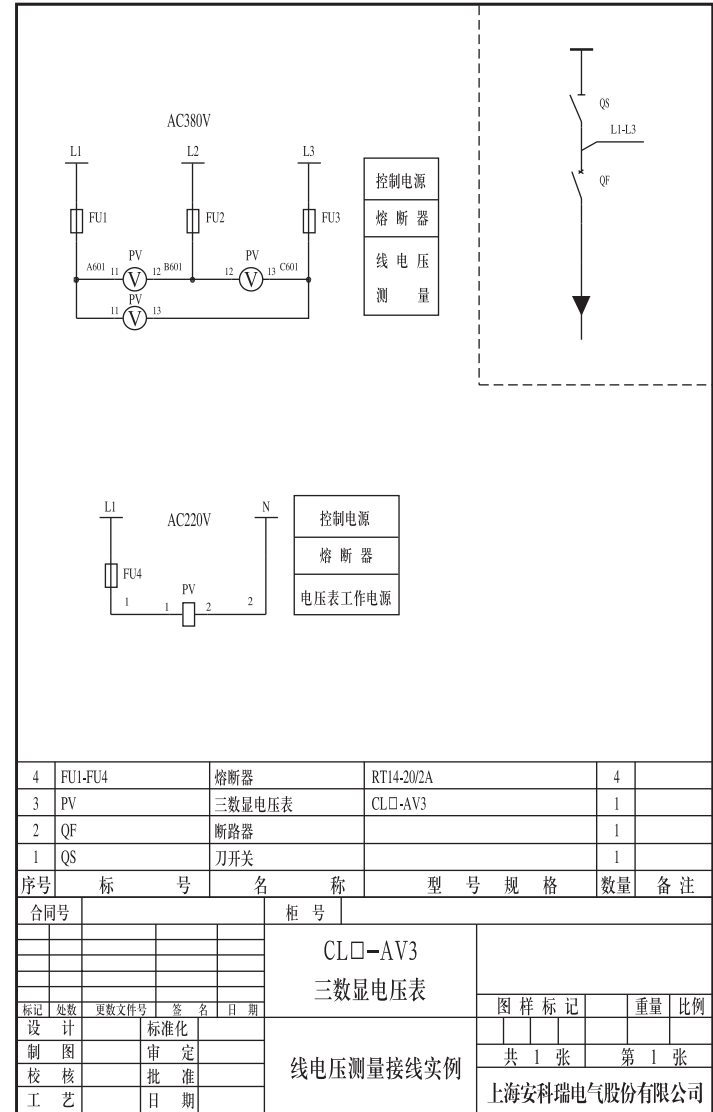 AC380V
L1 L2 L3
FU1 FU2 FU3
PV PV
A601 11 V 12 B601 12 V 13 C601
PV
11 V 13
控制电源
熔 断 器
线 电 压
测 量
QS
L1-L3
QF
L1 AC220V N
FU4
PV
1 1 2 2
控制电源
熔 断 器
电压表工作电源
4 FU1-FU4 熔断器 RT14-20/2A 4
3 PV 三数显电压表 CL□-AV3 1
2 QF 断路器 1
1 QS 刀开关 1
序号 标 号 名 称 型 号 规 格 数量 备 注
合同号 柜 号
CL□-AV3
三数显电压表
标记 处数 更数文件号 签 名 日 期
图 样 标 记 重量 比例
设 计 标准化
制 图 审 定
校 核 批 准
工 艺 日 期
线电压测量接线实例
共 1 张 第 1 张
上海安科瑞电气股份有限公司